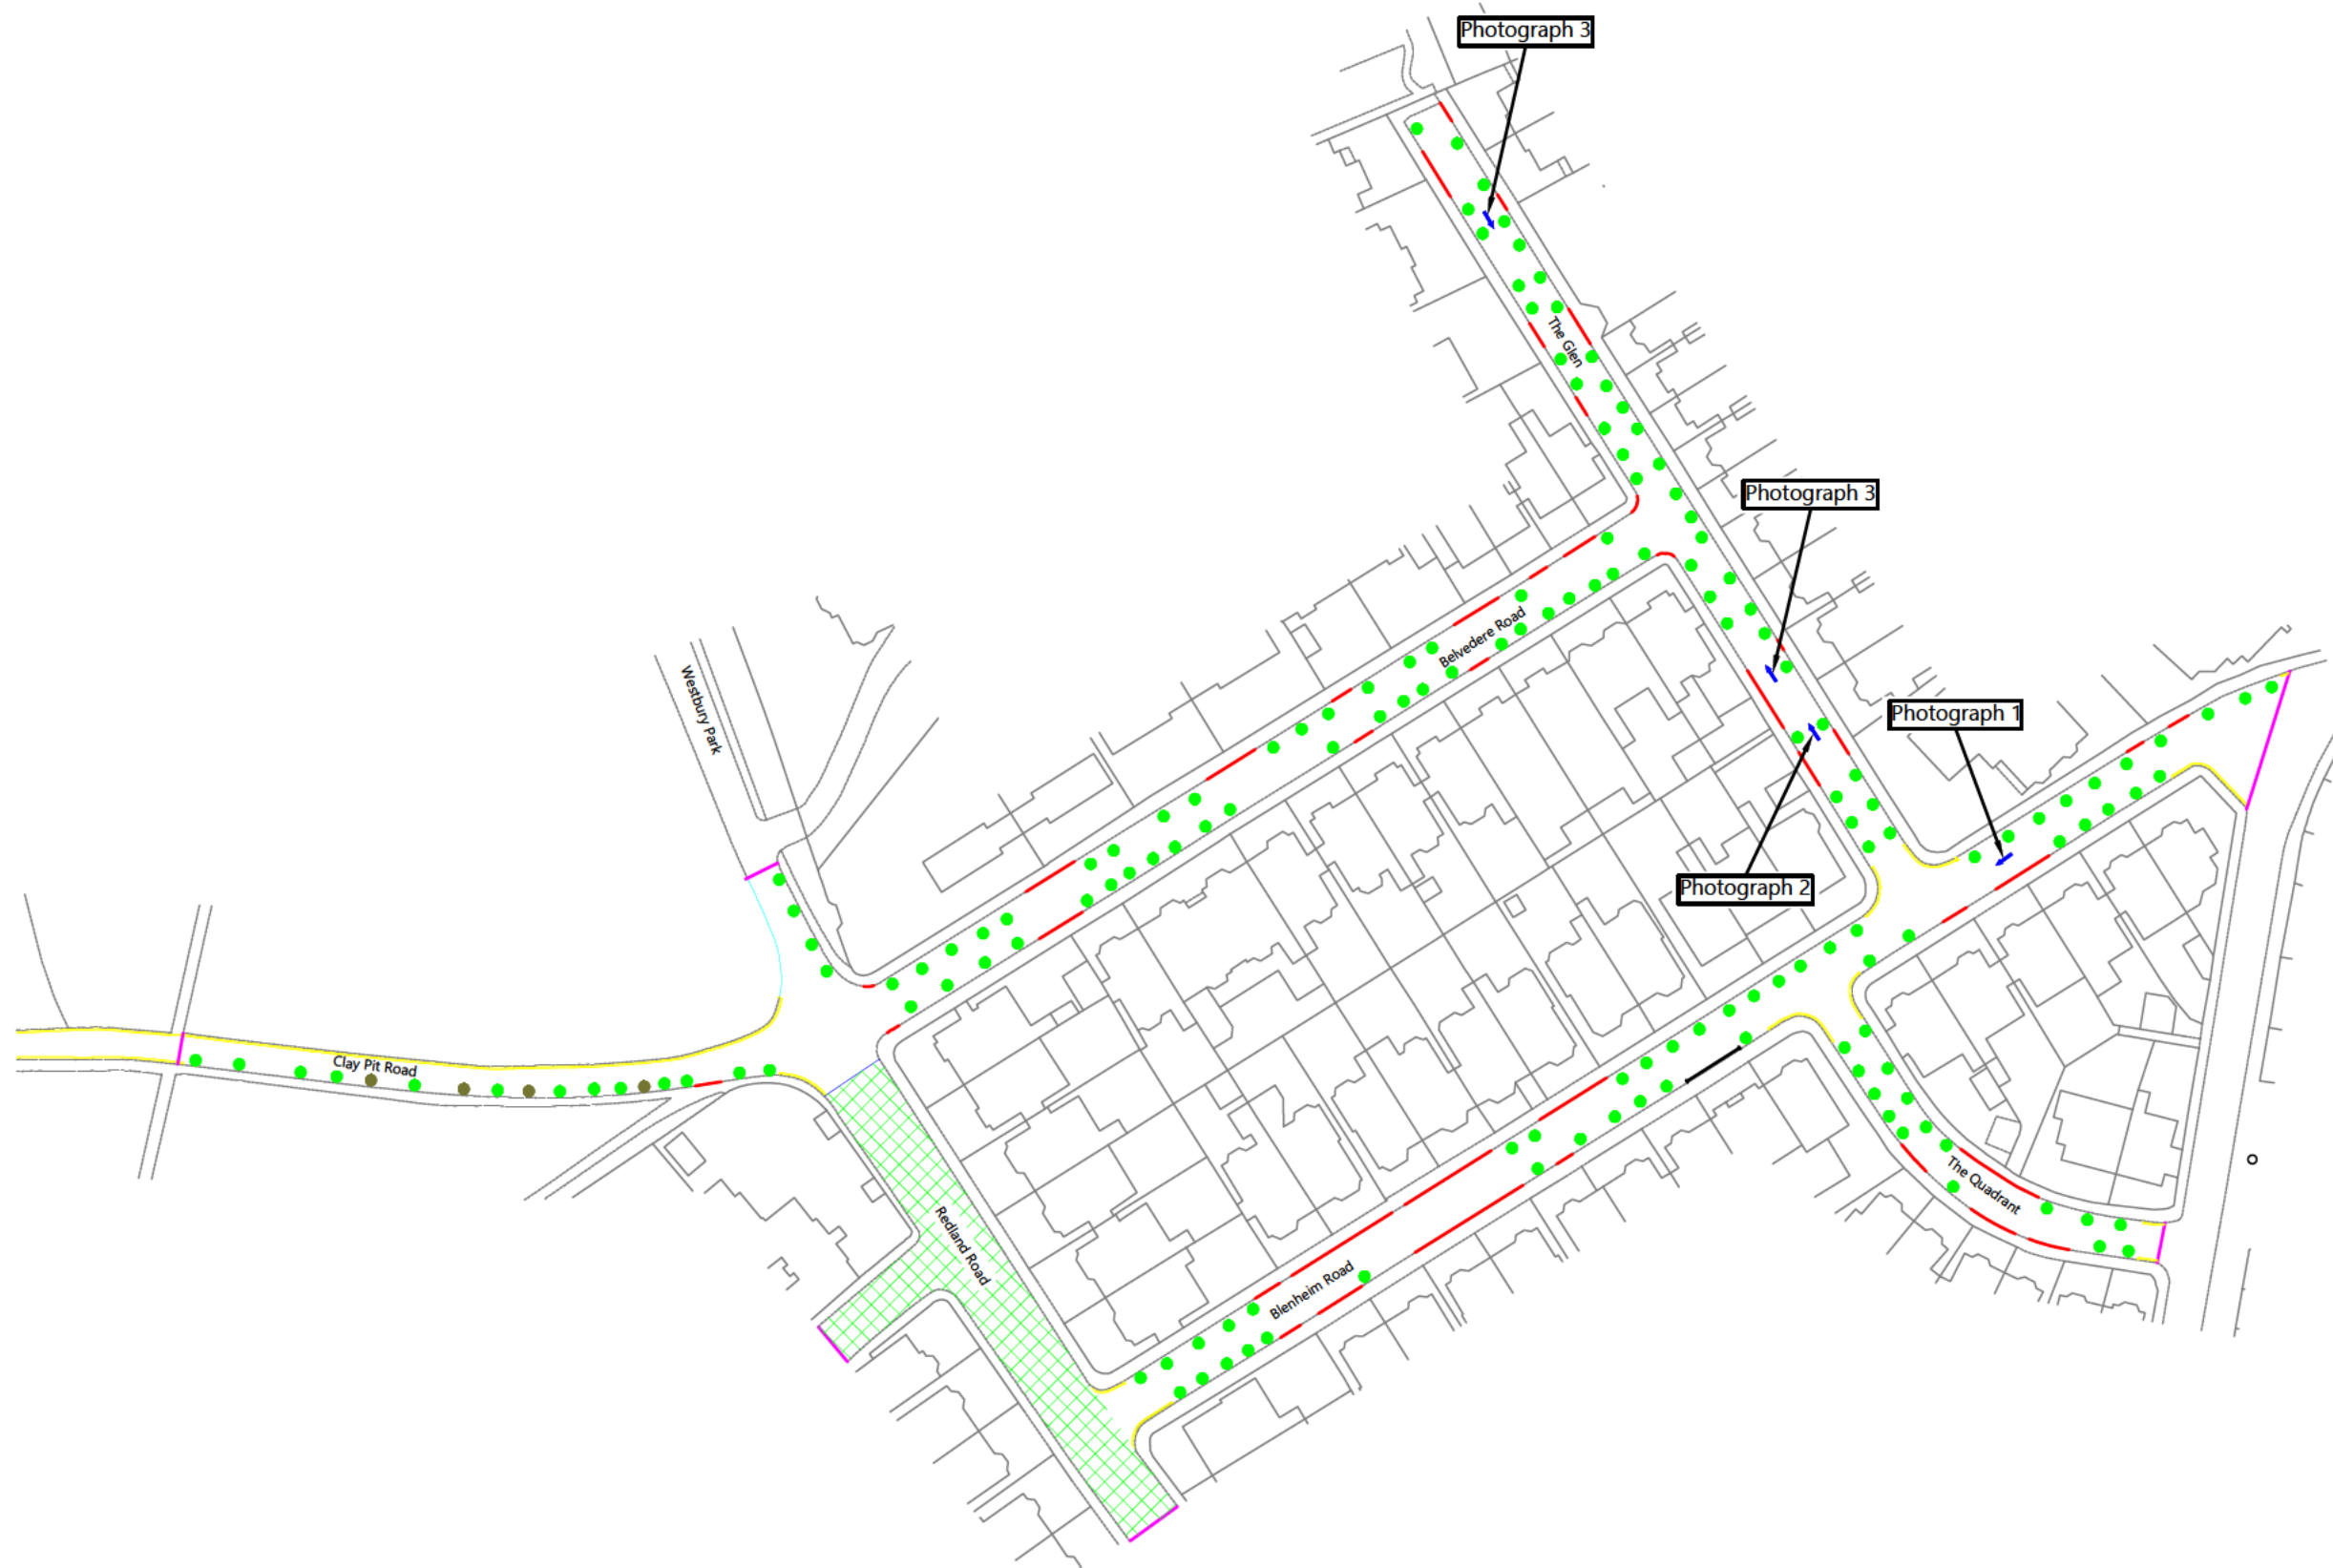 Photograph 3
The Glen
Photograph 3
Belvedere Road
Westbury Park
Photograph 1
Photograph 2
Clay Pit Road
The Quadrant
Redland Road
Blenheim Road